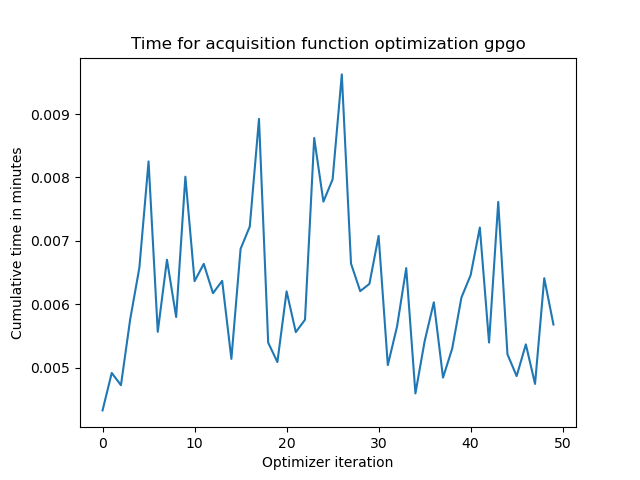 Time for acquisition function optimization gpgo
Cumulative time in minutes
0.009
0.008
0.007
0.006
0.005
0 10 20 30 40 50
Optimizer iteration